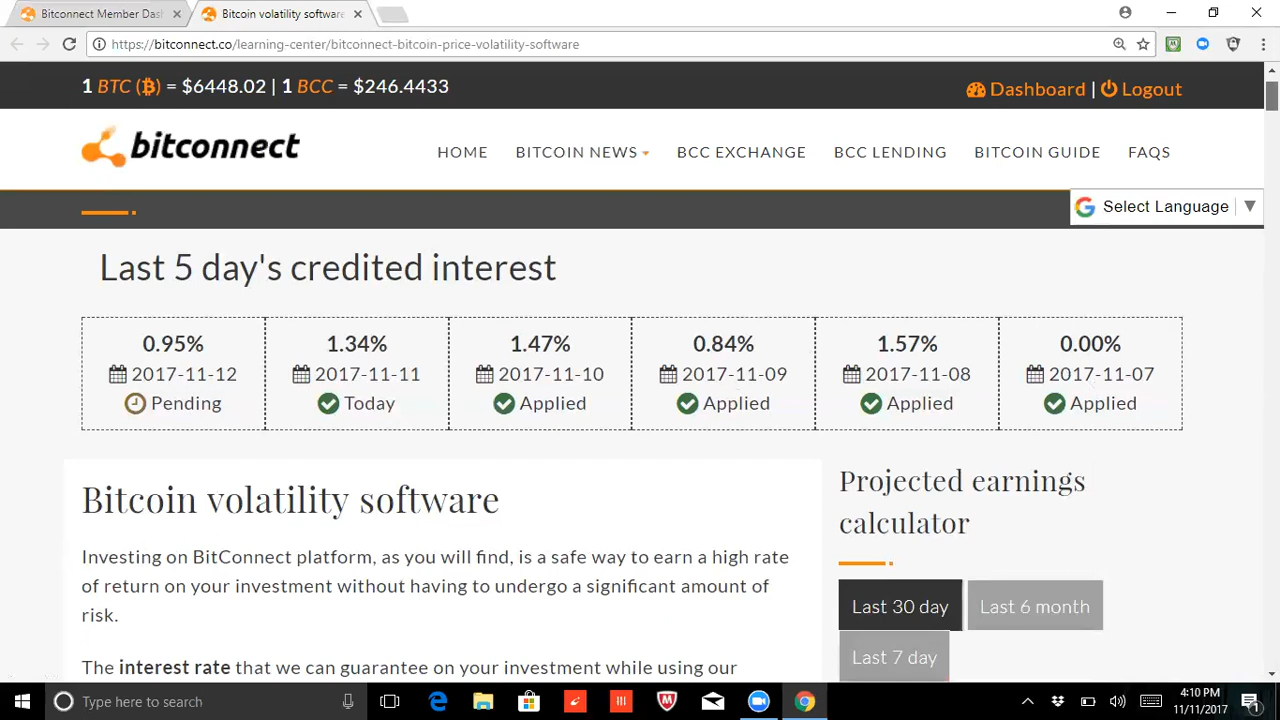 Bitconnect Member Das
Bitcoin volatility software
https://bitconnect.co/learning-center/bitconnect-bitcoin-price-volatility-software
1 BTC (₿) = $6448.02 | 1 BCC = $246.4433
Dashboard | Logout
bitconnect
HOME
BITCOIN NEWS
BCC EXCHANGE
BCC LENDING
BITCOIN GUIDE
FAQS
G Select Language ▼
Last 5 day's credited interest
0.95% 1.34% 1.47% 0.84% 1.57% 0.00%
2017-11-12 2017-11-11 2017-11-10 2017-11-09 2017-11-08 2017-11-07
Pending Today Applied Applied Applied Applied
Bitcoin volatility software
Investing on BitConnect platform, as you will find, is a safe way to earn a high rate
of return on your investment without having to undergo a significant amount of
risk.
The interest rate that we can guarantee on your investment while using our
Projected earnings
calculator
Last 30 day
Last 6 month
Last 7 day
Type here to search
4:10 PM
11/11/2017